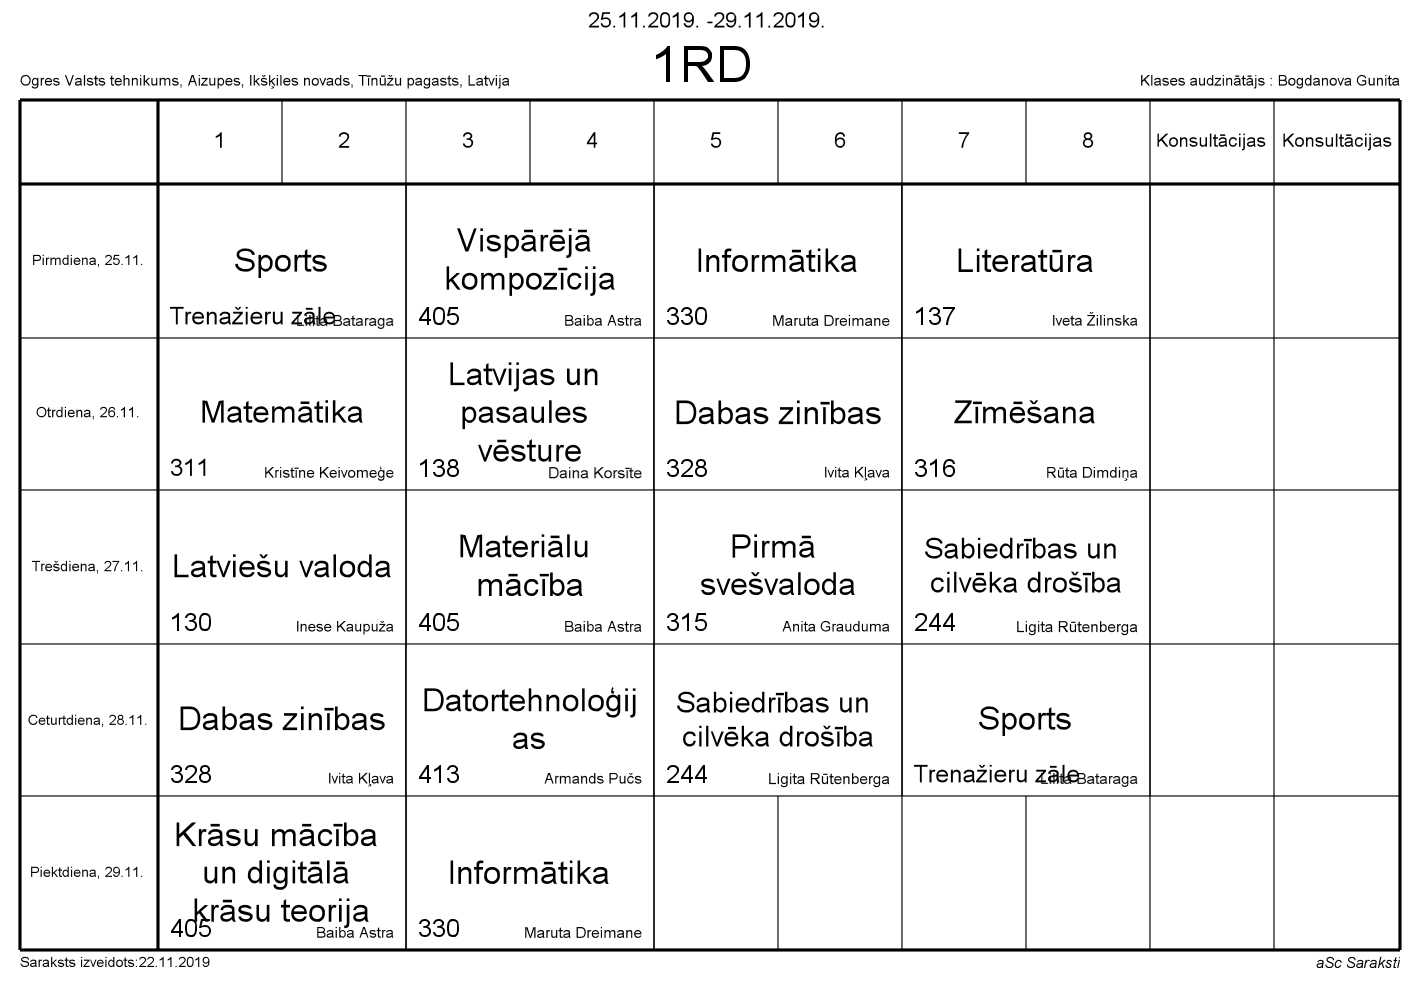 25.11.2019. -29.11.2019.
1RD
Ogres Valsts tehnikums, Aizupes, Ikšķiles novads, Tīnūžu pagasts, Latvija
Klases audzinātājs : Bogdanova Gunita
1 2 3 4 5 6 7 8 Konsultācijas Konsultācijas
Pirmdiena, 25.11.
Sports
Trenažieru zāle
Lilita Bataraga
Vispārējā
kompozīcija
405
Baiba Astra
Informātika
330
Maruta Dreimane
Literatūra
137
Iveta Žilinska
Otrdiena, 26.11.
Matemātika
311
Kristīne Keivomeģe
Latvijas un
pasaules
vēsture
138
Daina Korsīte
Dabas zinības
328
Ivita Kļava
Zīmēšana
316
Rūta Dimdiņa
Trešdiena, 27.11.
Latviešu valoda
130
Inese Kaupuža
Materiālu
mācība
405
Baiba Astra
Pirmā
svešvaloda
315
Anita Grauduma
Sabiedrības un
cilvēka drošība
244
Ligita Rūtenberga
Ceturtdiena, 28.11.
Dabas zinības
328
Ivita Kļava
Datortehnoloģij
as
413
Armands Pučs
Sabiedrības un
cilvēka drošība
244
Ligita Rūtenberga
Sports
Trenažieru zāle
Lilita Bataraga
Piektdiena, 29.11.
Krāsu mācība
un digitālā
krāsu teorija
405
Baiba Astra
Informātika
330
Maruta Dreimane
Saraksts izveidots:22.11.2019
aSc Saraksti